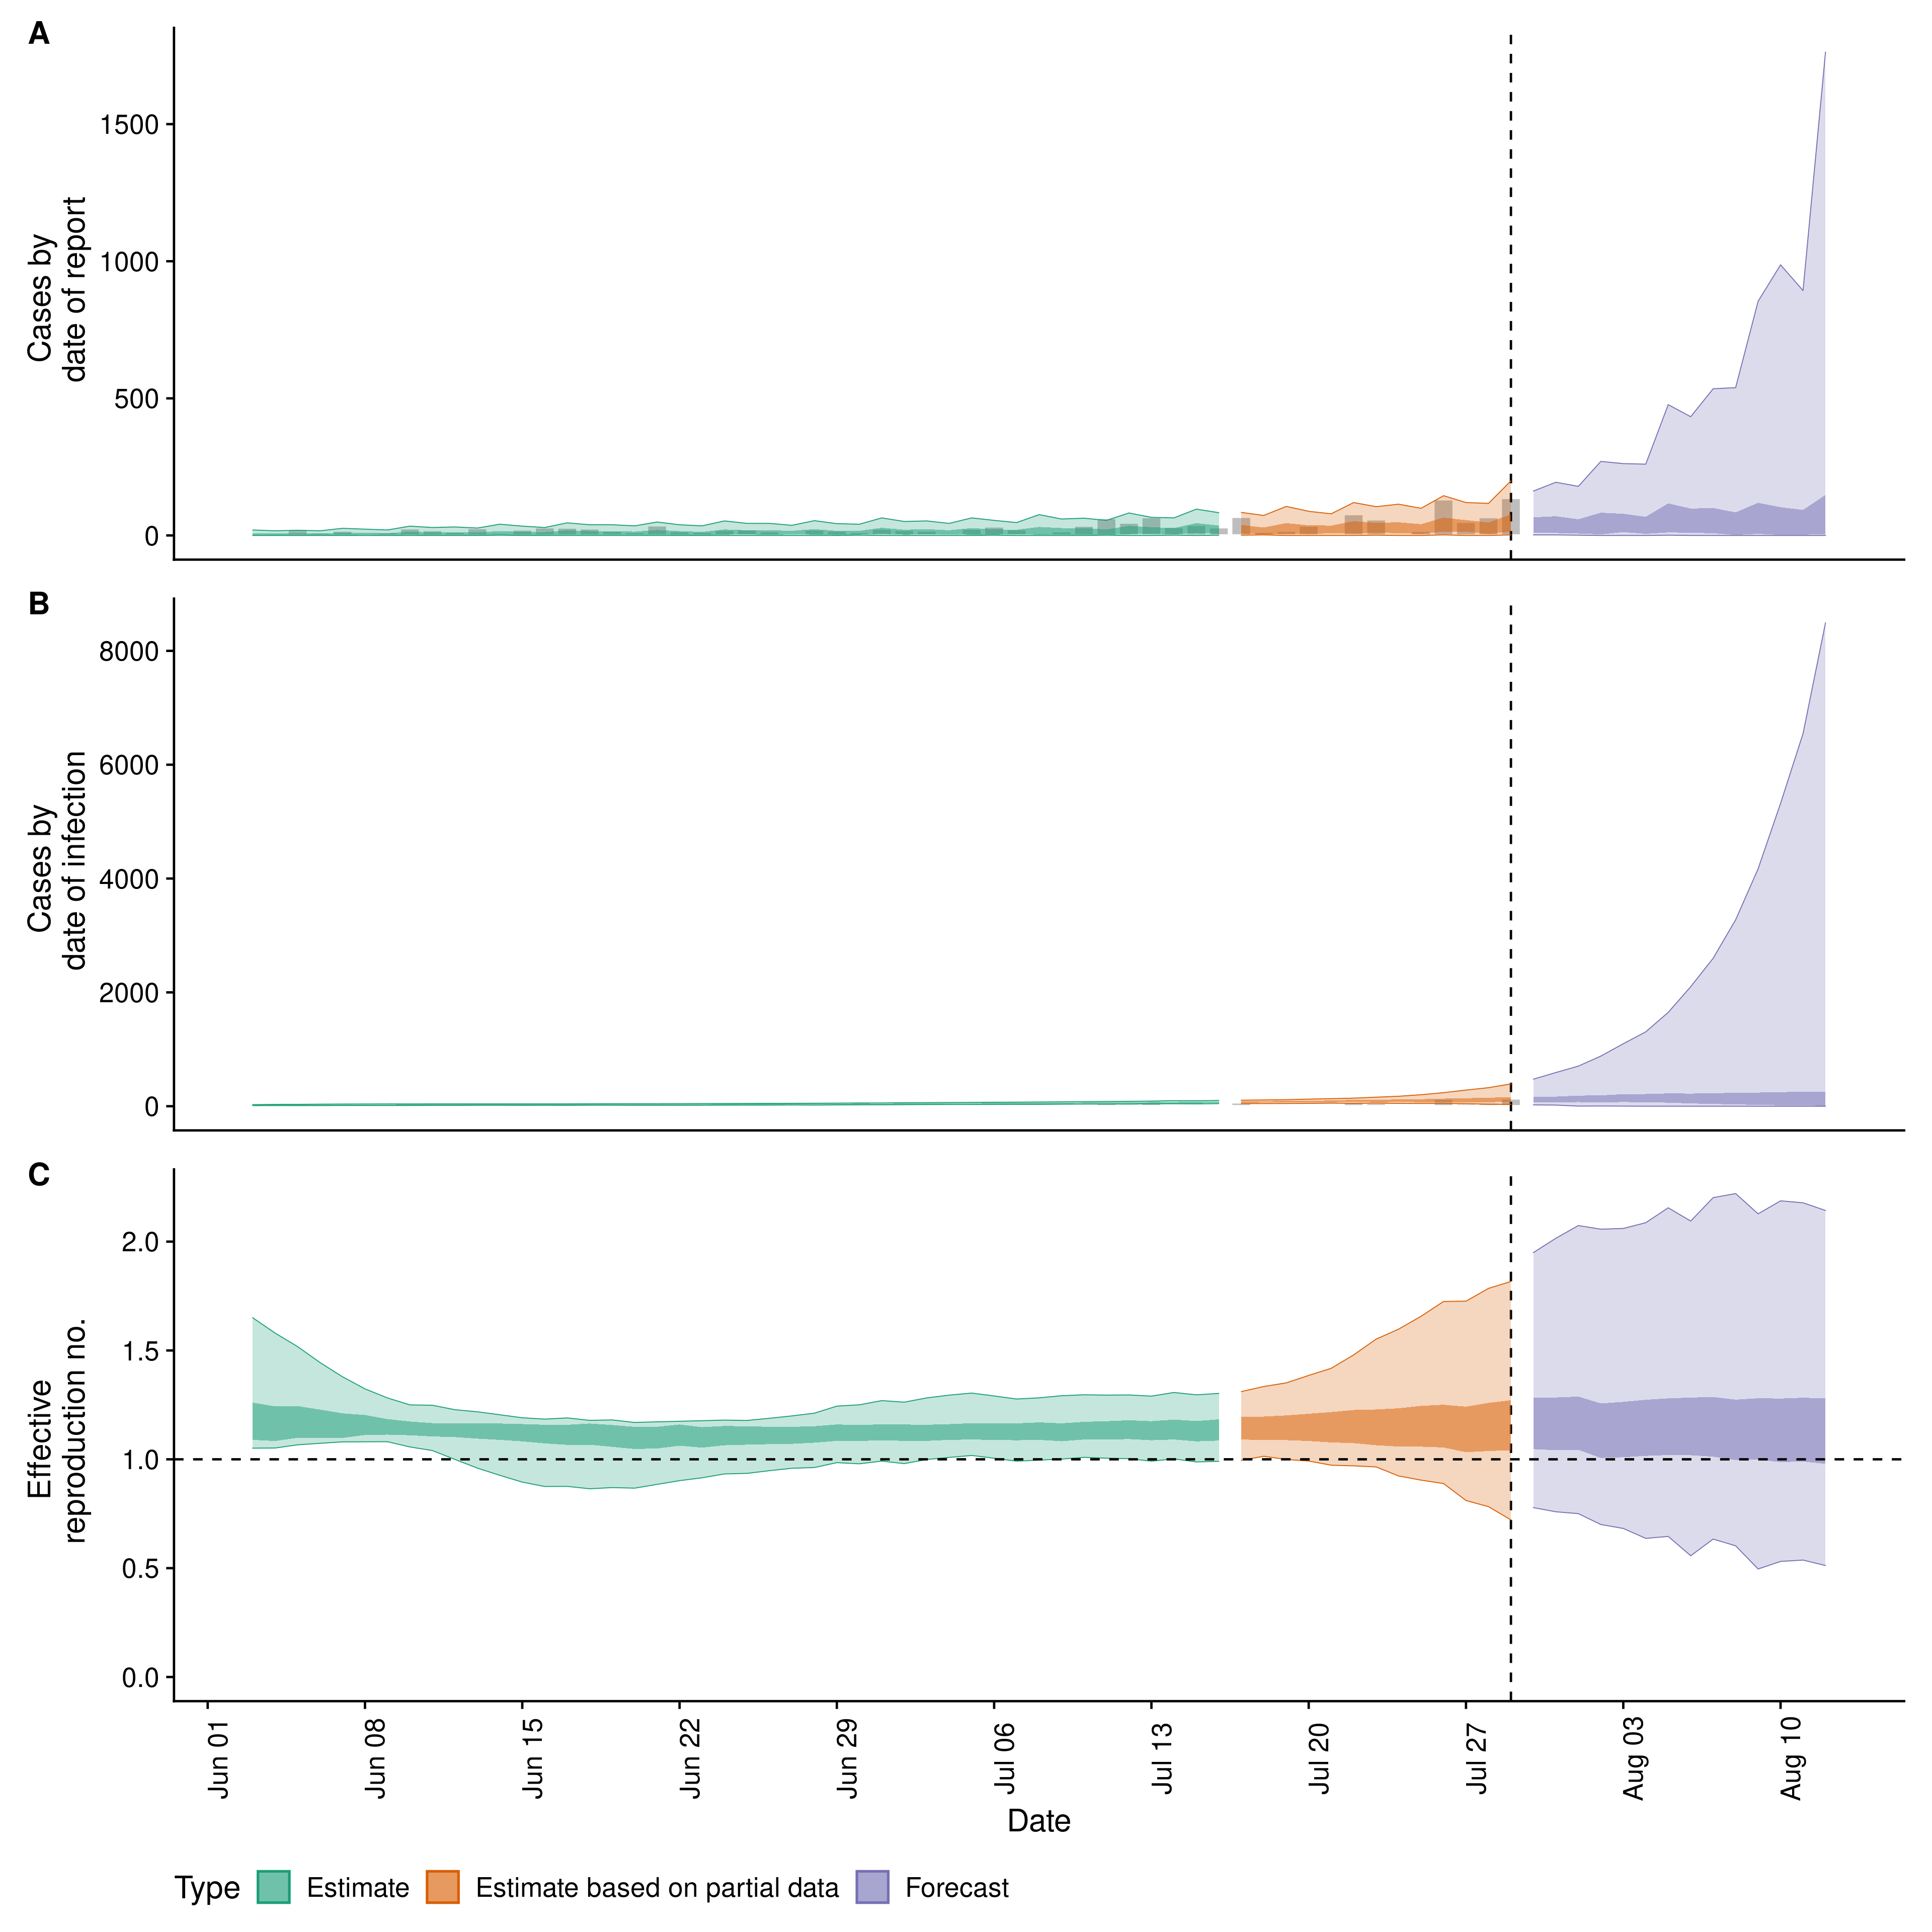 A
Cases by
date of report
1500
1000
500
0
B
Cases by
date of infection
8000
6000
4000
2000
0
C
Effective
reproduction no.
2.0
1.5
1.0
0.5
0.0
Jun 01
Jun 08
Jun 15
Jun 22
Jun 29
Jul 06
Jul 13
Jul 20
Jul 27
Aug 03
Aug 10
Date
Type Estimate Estimate based on partial data Forecast